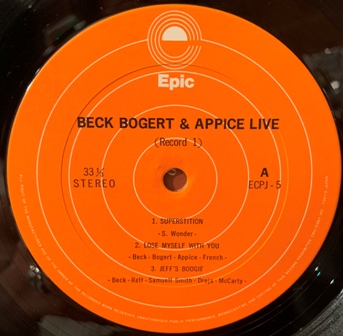 Epic
BECK BOGERT & APPICE LIVE
(Record 1)
33⅓ A
STEREO ECPJ-5
1. SUPERSTITION
- S. Wonder -
2. LOSE MYSELF WITH YOU
- Beck - Bogert - Appice - French -
3. JEFF'S BOOGIE
- Beck - Relf - Samuell Smith - Dreja - McCarty -